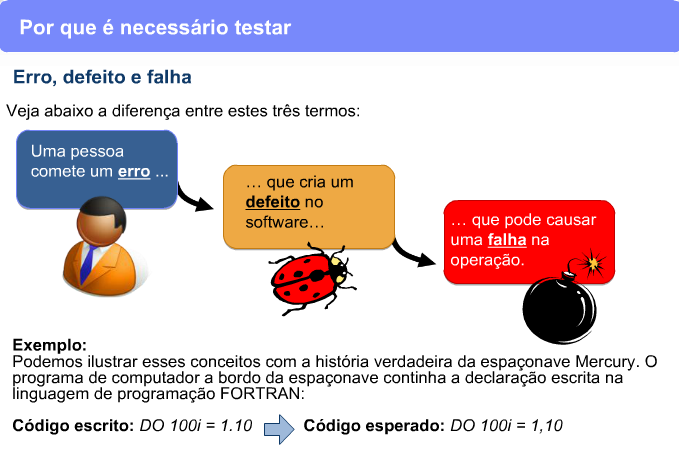 Por que é necessário testar
Erro, defeito e falha
Veja abaixo a diferença entre estes três termos:
Uma pessoa
comete um erro ...
… que cria um
defeito no
software…
… que pode causar
uma falha na
operação.
Exemplo:
Podemos ilustrar esses conceitos com a história verdadeira da espaçonave Mercury. O
programa de computador a bordo da espaçonave continha a declaração escrita na
linguagem de programação FORTRAN:
Código escrito: DO 100i = 1.10 Código esperado: DO 100i = 1,10